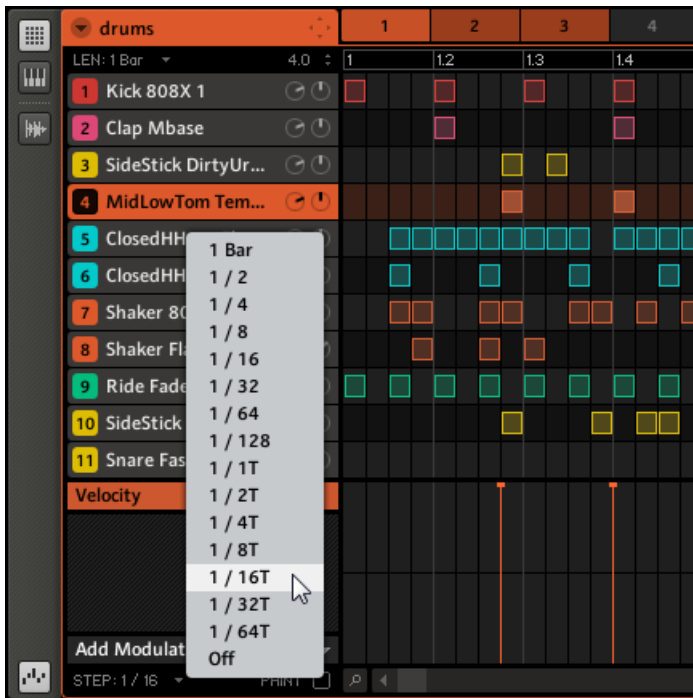 drums
1 2 3 4
LEN: 1 Bar 4.0
1 1.2 1.3 1.4
1 Kick 808X 1
2 Clap Mbase
3 SideStick DirtyUr...
4 MidLowTom Tem...
5 ClosedHH
6 ClosedHH
7 Shaker 80
8 Shaker Fl
9 Ride Fade
10 SideStick
11 Snare Fas
Velocity
Add Modulat
STEP: 1 / 16 PAINT
1 Bar
1 / 2
1 / 4
1 / 8
1 / 16
1 / 32
1 / 64
1 / 128
1 / 1T
1 / 2T
1 / 4T
1 / 8T
1 / 16T
1 / 32T
1 / 64T
Off